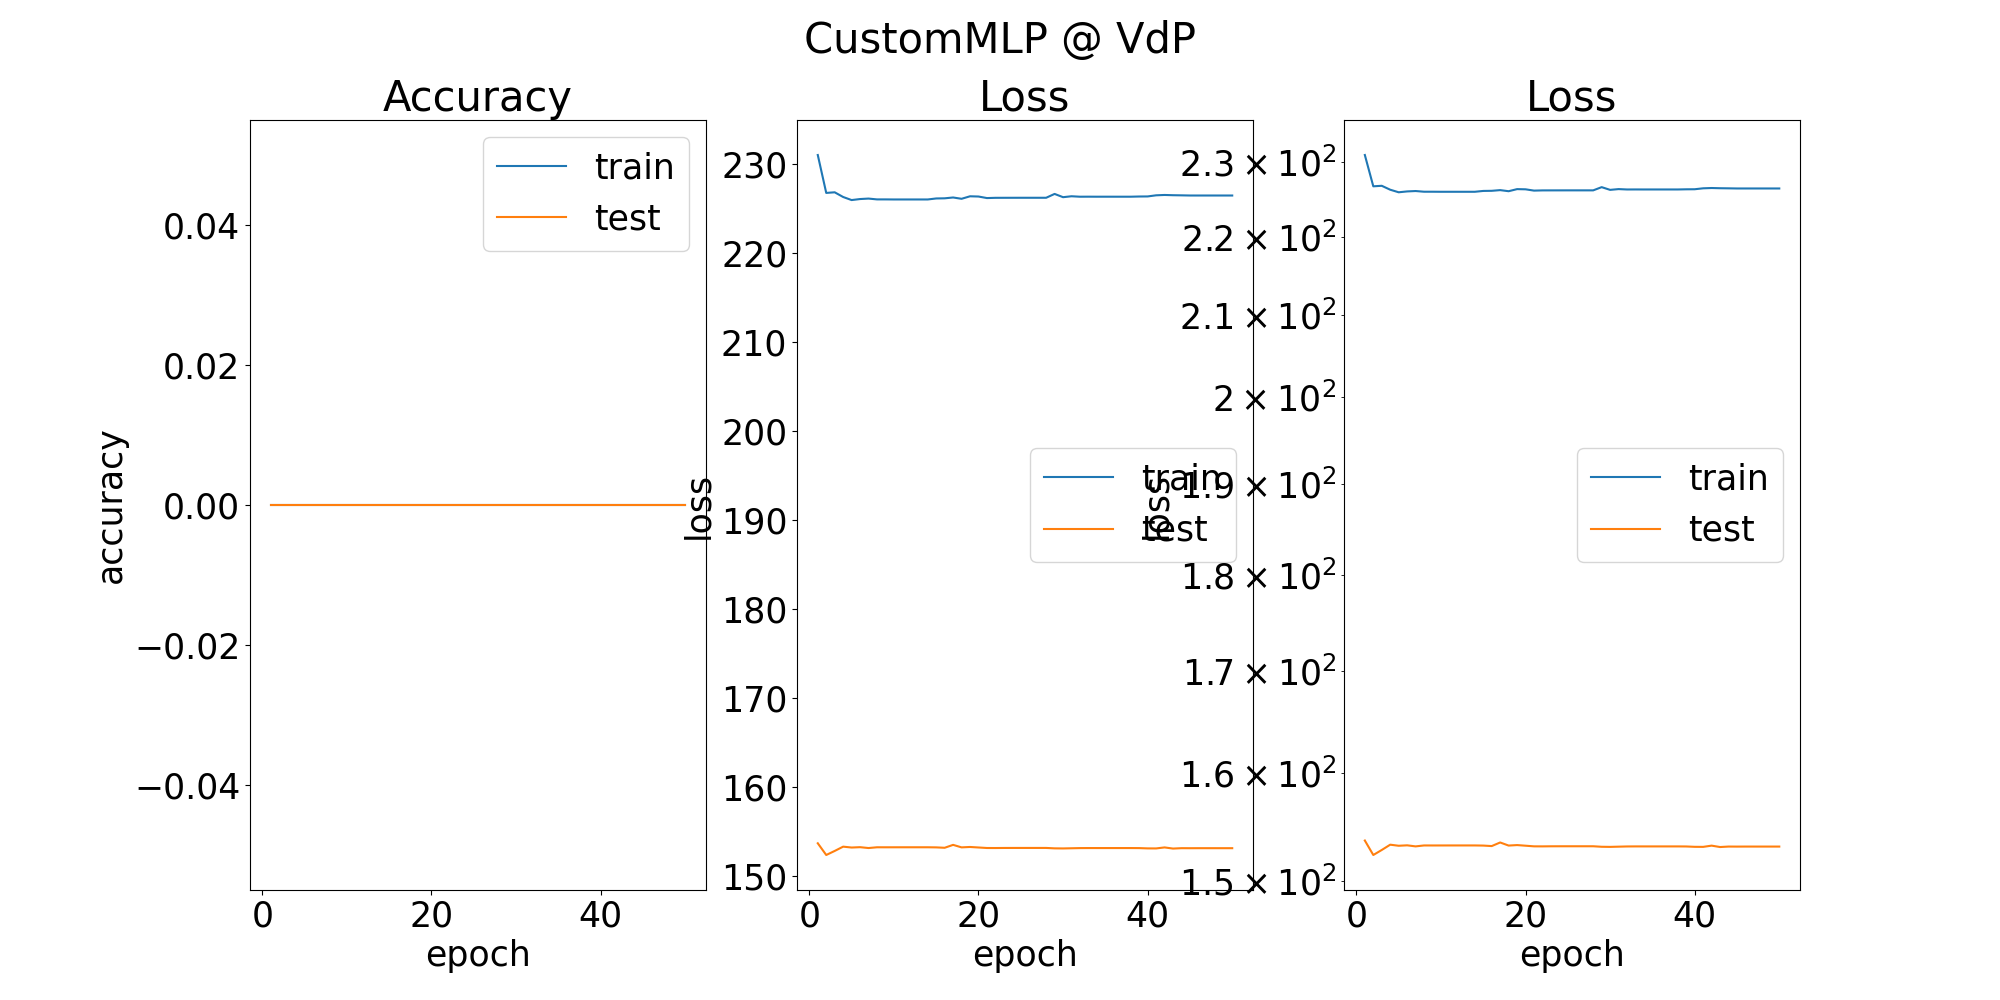 CustomMLP @ VdP
Accuracy
accuracy
0.04
0.02
0.00
−0.02
−0.04
0
20
40
epoch
train
test
Loss
loss
230
220
210
200
190
180
170
160
150
0
20
40
epoch
train
test
Loss
loss
2.3 × 10²
2.2 × 10²
2.1 × 10²
2 × 10²
1.9 × 10²
1.8 × 10²
1.7 × 10²
1.6 × 10²
1.5 × 10²
0
20
40
epoch
train
test